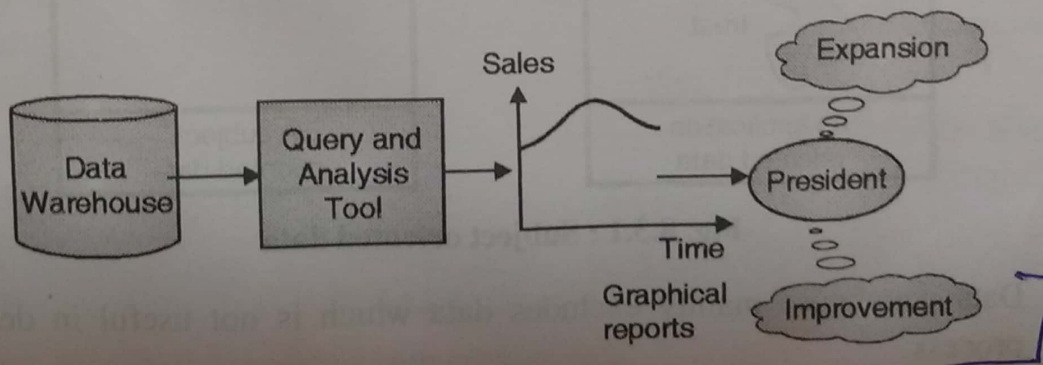 Sales
Expansion
Data
Warehouse
Query and
Analysis
Tool
President
Time
Graphical
reports
Improvement